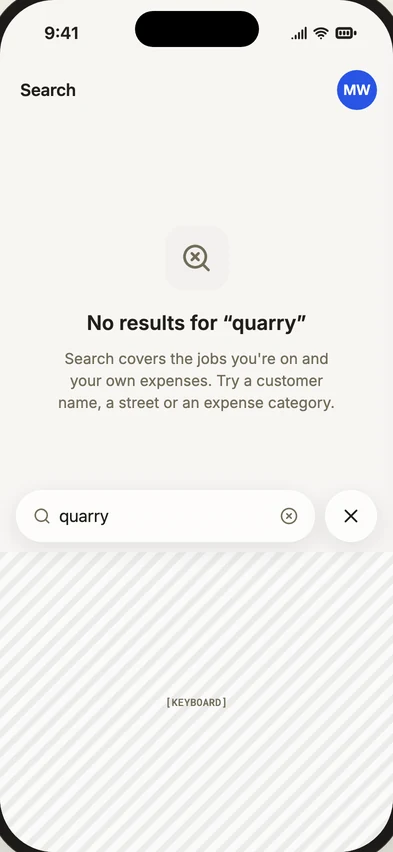 9:41
Search
MW
No results for “quarry”
Search covers the jobs you're on and
your own expenses. Try a customer
name, a street or an expense category.
quarry
[KEYBOARD]